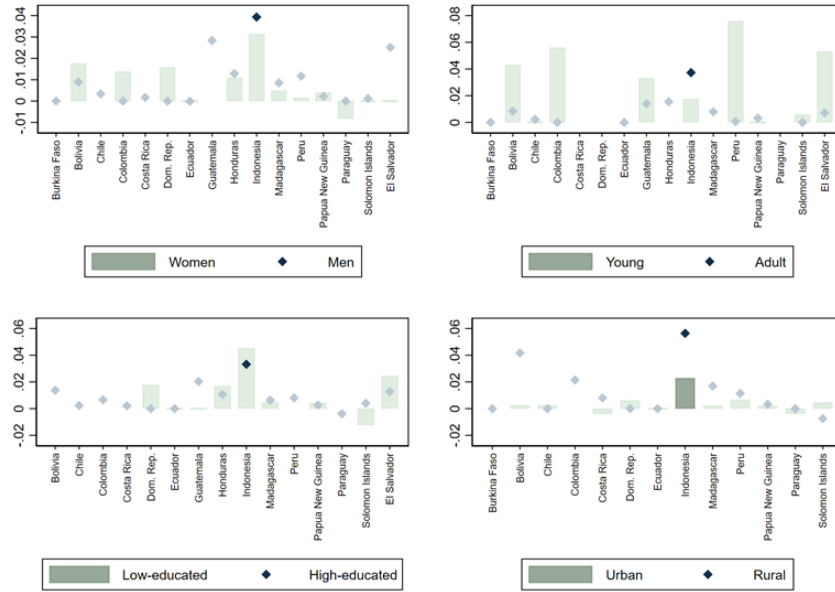 -.01 0 .01 .02 .03 .04
Burkina Faso
Bolivia
Chile
Colombia
Costa Rica
Dom. Rep.
Ecuador
Guatemala
Honduras
Indonesia
Madagascar
Peru
Papua New Guinea
Paraguay
Solomon Islands
El Salvador
Women Men
0 .02 .04 .06 .08
Burkina Faso
Bolivia
Chile
Colombia
Costa Rica
Dom. Rep.
Ecuador
Guatemala
Honduras
Indonesia
Madagascar
Peru
Papua New Guinea
Paraguay
Solomon Islands
El Salvador
Young Adult
-.02 0 .02 .04 .06
Bolivia
Chile
Colombia
Costa Rica
Dom. Rep.
Ecuador
Guatemala
Honduras
Indonesia
Madagascar
Peru
Papua New Guinea
Paraguay
Solomon Islands
El Salvador
Low-educated High-educated
-.02 0 .02 .04 .06
Burkina Faso
Bolivia
Chile
Colombia
Costa Rica
Dom. Rep.
Ecuador
Indonesia
Madagascar
Peru
Papua New Guinea
Paraguay
Solomon Islands
Urban Rural